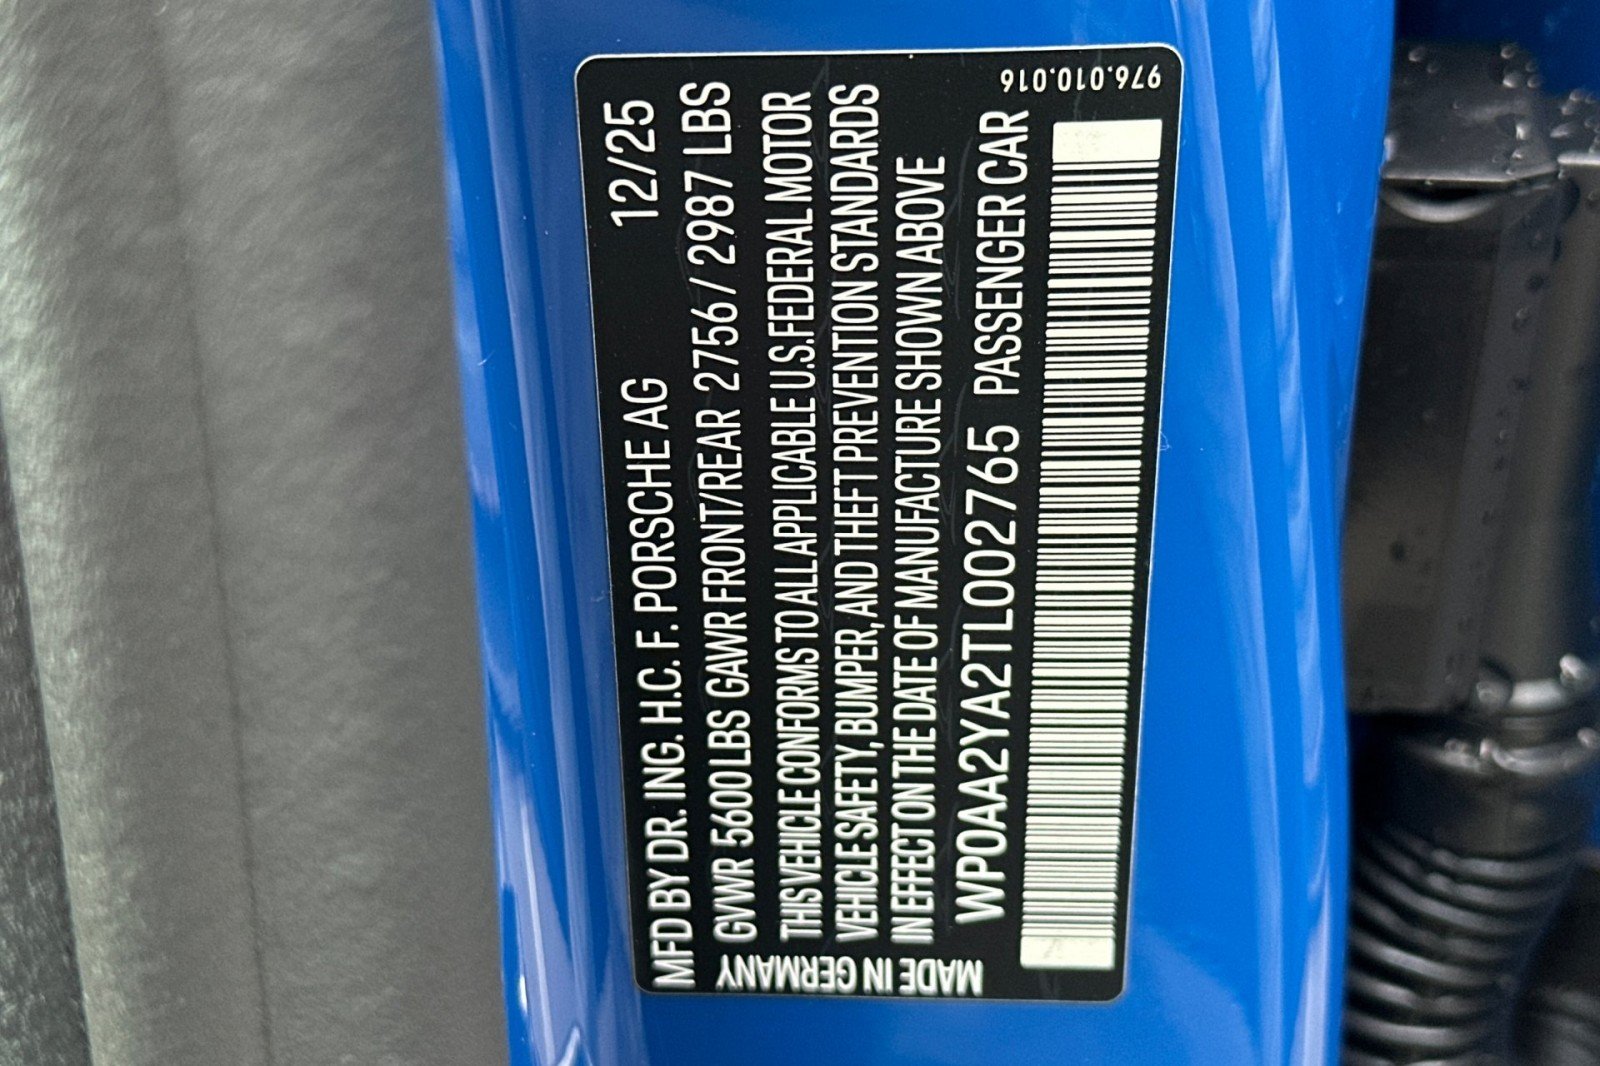 MFD BY DR. ING. H.C. F. PORSCHE AG 12/25
GVWR 5600LBS GAWR FRONT/REAR 2756/2987 LBS
THIS VEHICLE CONFORMS TO ALL APPLICABLE U.S. FEDERAL MOTOR
VEHICLE SAFETY, BUMPER, AND THEFT PREVENTION STANDARDS
IN EFFECT ON THE DATE OF MANUFACTURE SHOWN ABOVE
WP0AA2YA2TL002765 PASSENGER CAR
MADE IN GERMANY
976.010.016